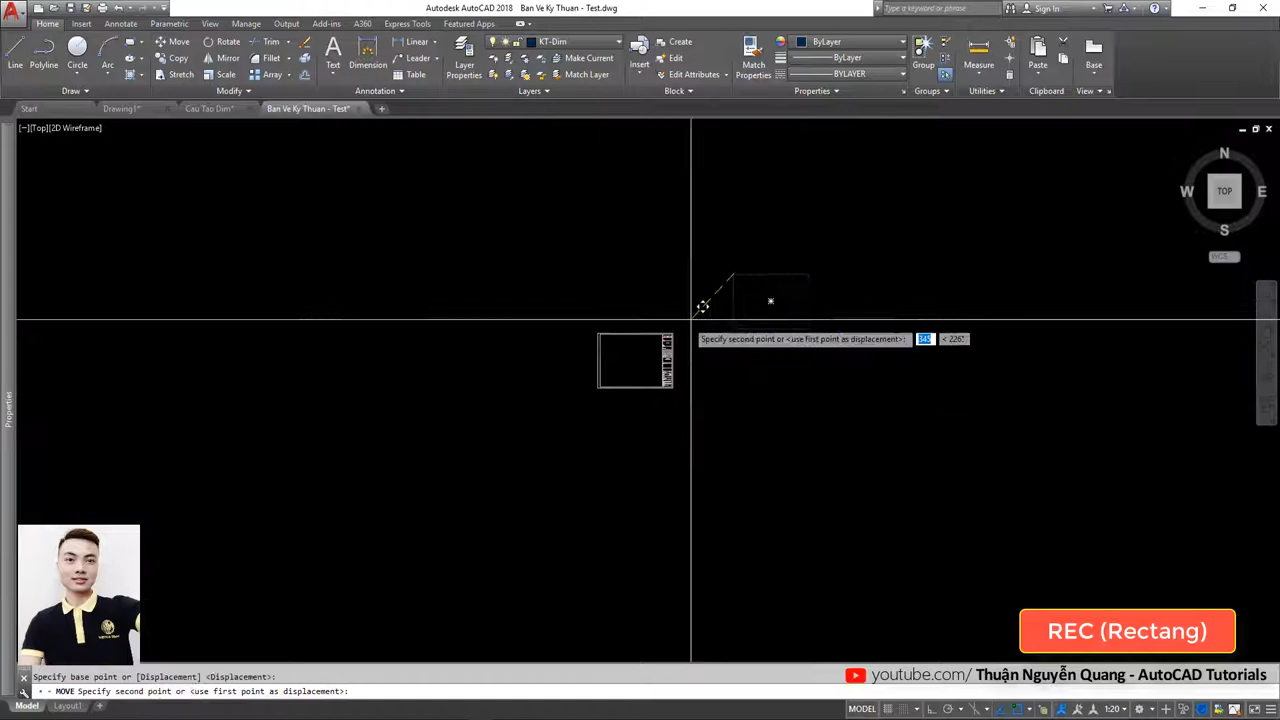 Autodesk AutoCAD 2018 Ban Ve Ky Thuan - Test.dwg
Type a keyword or phrase
Sign In
Home Insert Annotate Parametric View Manage Output Add-ins A360 Express Tools Featured Apps
Line Polyline Circle Arc
Move Rotate Trim
Copy Mirror Fillet
Stretch Scale Array
Text Dimension
Linear
Leader
Table
Layer Properties
KT-Dim
Make Current
Match Layer
Insert
Create
Edit
Edit Attributes
Match Properties
ByLayer
ByLayer
BYLAYER
Group
Measure
Paste
Base
Draw Modify Annotation Layers Block Properties Groups Utilities Clipboard View
Start Drawing1* Cau Tao Dim* Ban Ve Ky Thuan - Test*
[−][Top][2D Wireframe]
N
W TOP E
S
WCS
Specify second point or <use first point as displacement>: 345 < 226°
Properties
REC (Rectang)
Specify base point or [Displacement] <Displacement>:
MOVE Specify second point or <use first point as displacement>:
youtube.com/ Thuận Nguyễn Quang - AutoCAD Tutorials
Model Layout1 +
MODEL 1:20